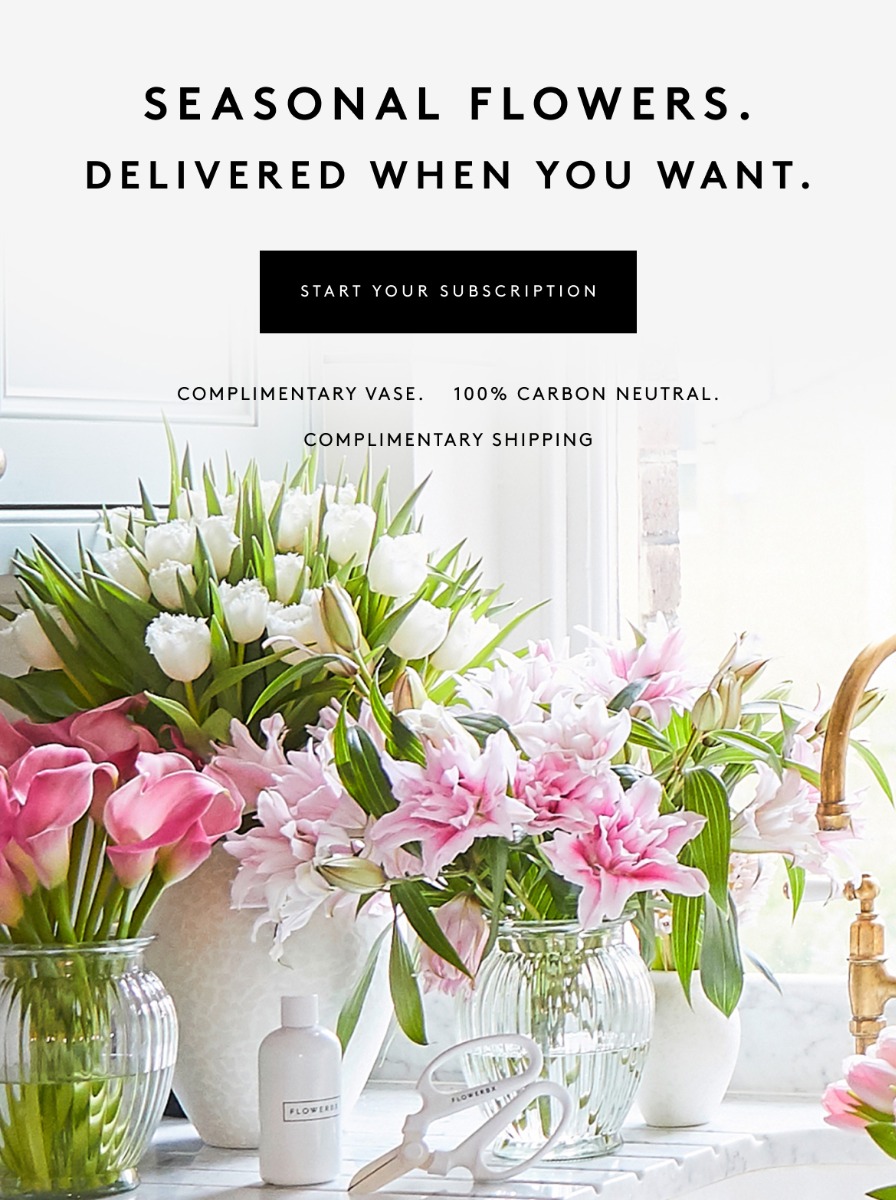 SEASONAL FLOWERS.
DELIVERED WHEN YOU WANT.
START YOUR SUBSCRIPTION
COMPLIMENTARY VASE. 100% CARBON NEUTRAL.
COMPLIMENTARY SHIPPING
FLOWERBX
FLOWERBX